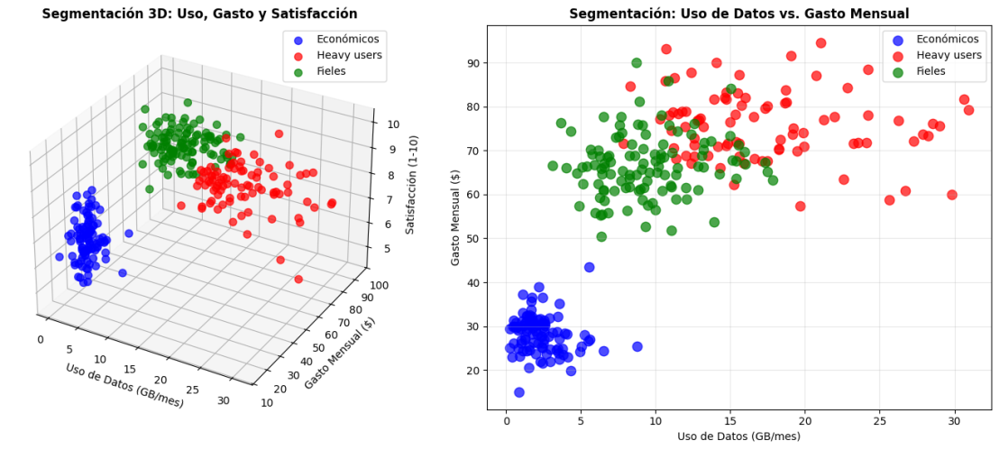 Segmentación 3D: Uso, Gasto y Satisfacción
Económicos
Heavy users
Fieles
10
9
8
7
6
5
Satisfacción (1-10)
100
90
80
70
60
50
40
30
20
10
Gasto Mensual ($)
0
5
10
15
20
25
30
Uso de Datos (GB/mes)
Segmentación: Uso de Datos vs. Gasto Mensual
Económicos
Heavy users
Fieles
90
80
70
60
50
40
30
20
Gasto Mensual ($)
0
5
10
15
20
25
30
Uso de Datos (GB/mes)